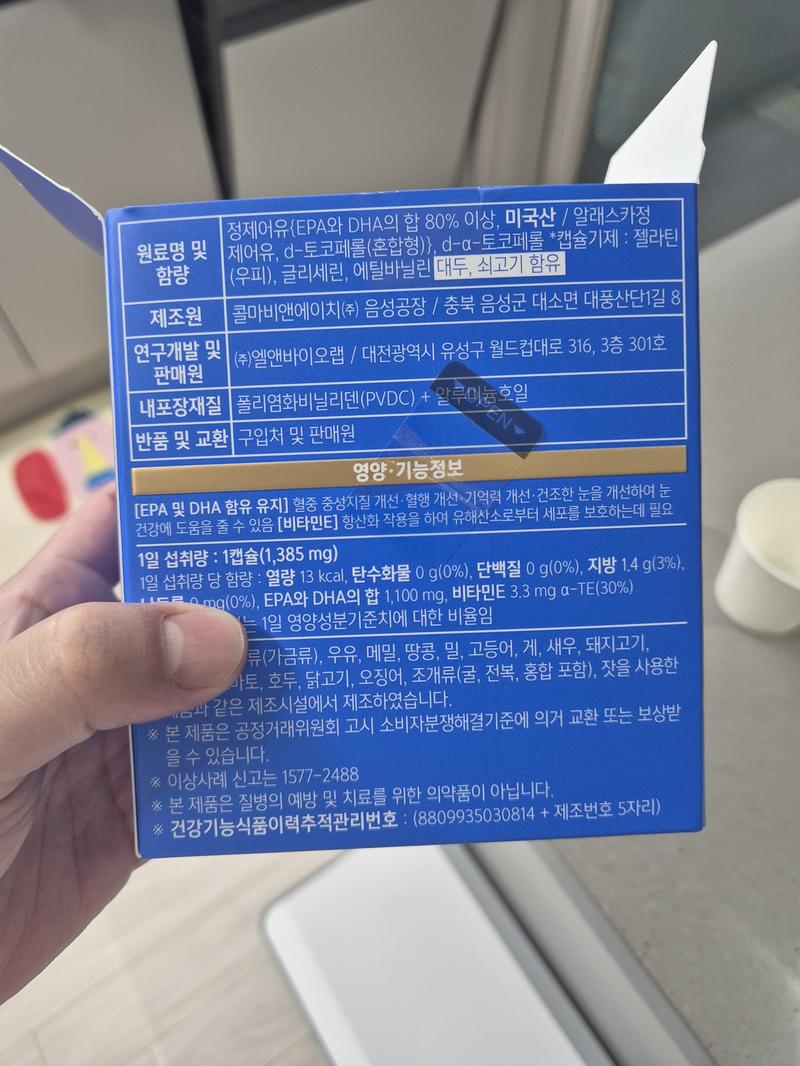 원료명 및 함량
정제어유{EPA와 DHA의 합 80% 이상, 미국산 / 알래스카정
제어유, d-토코페롤(혼합형)}, d-α-토코페롤 *캡슐기제 : 젤라틴
(우피), 글리세린, 에틸바닐린 대두, 쇠고기 함유
제조원
콜마비앤에이치㈜ 음성공장 / 충북 음성군 대소면 대풍산단1길 8
연구개발 및 판매원
㈜엘앤바이오랩 / 대전광역시 유성구 월드컵대로 316, 3층 301호
내포장재질
폴리염화비닐리덴(PVDC) + 알루미늄호일
OPEN
반품 및 교환
구입처 및 판매원
영양·기능정보
[EPA 및 DHA 함유 유지] 혈중 중성지질 개선·혈행 개선·기억력 개선·건조한 눈을 개선하여 눈
건강에 도움을 줄 수 있음 [비타민E] 항산화 작용을 하여 유해산소로부터 세포를 보호하는데 필요
1일 섭취량 : 1캡슐(1,385 mg)
1일 섭취량 당 함량 : 열량 13 kcal, 탄수화물 0 g(0%), 단백질 0 g(0%), 지방 1.4 g(3%),
나트륨 0 mg(0%), EPA와 DHA의 합 1,100 mg, 비타민E 3.3 mg α-TE(30%)
1일 영양성분기준치에 대한 비율임
류(가금류), 우유, 메밀, 땅콩, 밀, 고등어, 게, 새우, 돼지고기,
마토, 호두, 닭고기, 오징어, 조개류(굴, 전복, 홍합 포함), 잣을 사용한
제품과 같은 제조시설에서 제조하였습니다.
※ 본 제품은 공정거래위원회 고시 소비자분쟁해결기준에 의거 교환 또는 보상받
을 수 있습니다.
※ 이상사례 신고는 1577-2488
※ 본 제품은 질병의 예방 및 치료를 위한 의약품이 아닙니다.
※ 건강기능식품이력추적관리번호 : (8809935030814 + 제조번호 5자리)